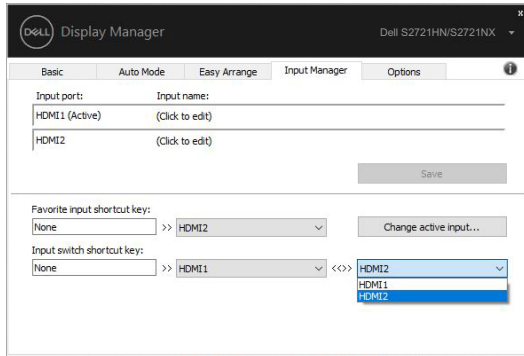 x
DELL Display Manager Dell S2721HN/S2721NX
Basic Auto Mode Easy Arrange Input Manager Options i
Input port: Input name:
HDMI1 (Active) (Click to edit)
HDMI2 (Click to edit)
Save
Favorite input shortcut key:
None >> HDMI2 Change active input...
Input switch shortcut key:
None >> HDMI1 <<>> HDMI2
HDMI1
HDMI2